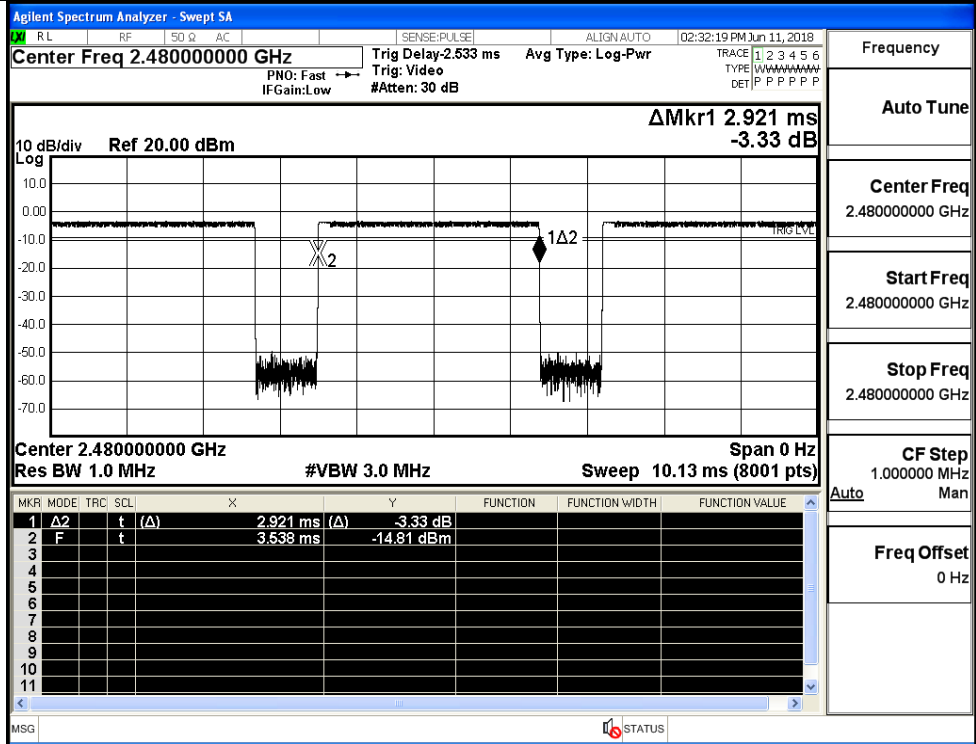 Agilent Spectrum Analyzer - Swept SA
LXI RL RF 50 Ω AC SENSE:PULSE ALIGN AUTO 02:32:19 PM Jun 11, 2018
Center Freq 2.480000000 GHz
PNO: Fast
IFGain:Low
Trig Delay-2.533 ms
Trig: Video
#Atten: 30 dB
Avg Type: Log-Pwr
TRACE 1 2 3 4 5 6
TYPE WWWWWW
DET P P P P P P
ΔMkr1 2.921 ms
-3.33 dB
10 dB/div Ref 20.00 dBm
Log
10.0
0.00
-10.0
-20.0
-30.0
-40.0
-50.0
-60.0
-70.0
TRIG LVL
1Δ2
2
Center 2.480000000 GHz Span 0 Hz
Res BW 1.0 MHz #VBW 3.0 MHz Sweep 10.13 ms (8001 pts)
MKR MODE TRC SCL X Y FUNCTION FUNCTION WIDTH FUNCTION VALUE
1 Δ2 t (Δ) 2.921 ms (Δ) -3.33 dB
2 F t 3.538 ms -14.81 dBm
3
4
5
6
7
8
9
10
11
MSG STATUS
Frequency
Auto Tune
Center Freq
2.480000000 GHz
Start Freq
2.480000000 GHz
Stop Freq
2.480000000 GHz
CF Step
1.000000 MHz
Auto Man
Freq Offset
0 Hz